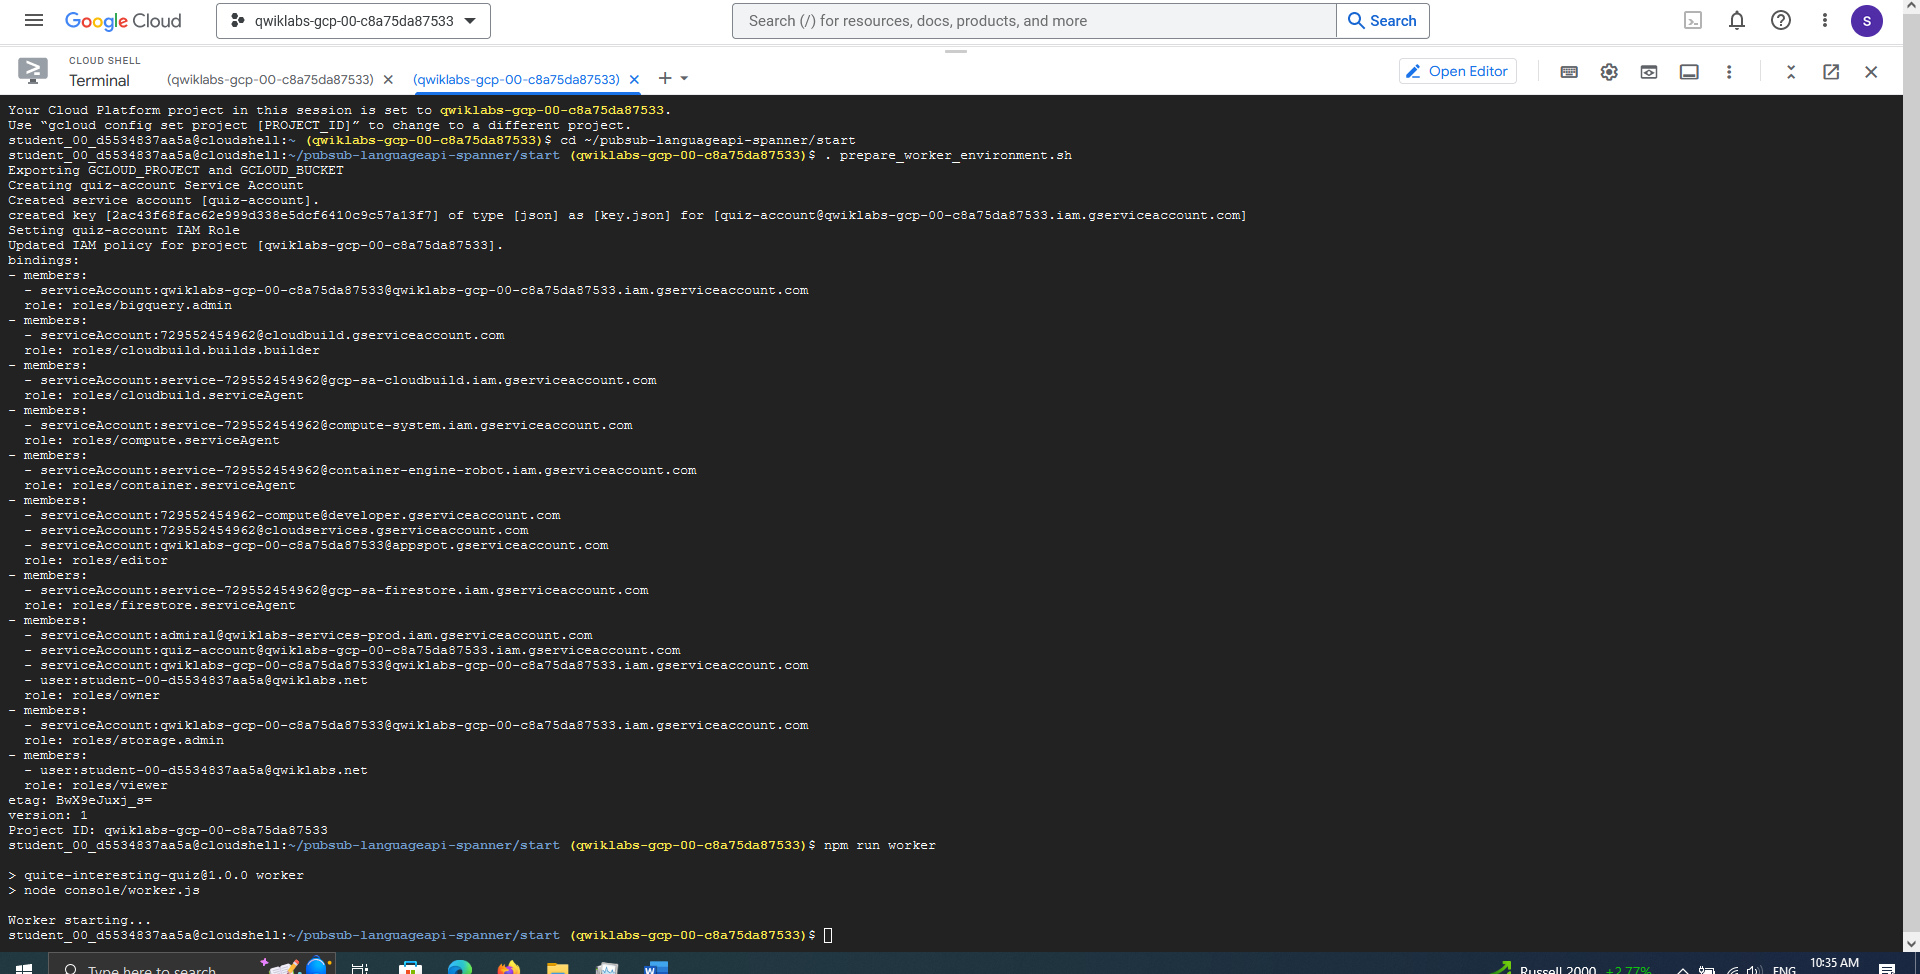 Google Cloud
qwiklabs-gcp-00-c8a75da87533
Search (/) for resources, docs, products, and more
Search
S
CLOUD SHELL
Terminal
(qwiklabs-gcp-00-c8a75da87533)
(qwiklabs-gcp-00-c8a75da87533)
Open Editor
Your Cloud Platform project in this session is set to qwiklabs-gcp-00-c8a75da87533.
Use “gcloud config set project [PROJECT_ID]” to change to a different project.
student_00_d5534837aa5a@cloudshell:~ (qwiklabs-gcp-00-c8a75da87533)$ cd ~/pubsub-languageapi-spanner/start
student_00_d5534837aa5a@cloudshell:~/pubsub-languageapi-spanner/start (qwiklabs-gcp-00-c8a75da87533)$ . prepare_worker_environment.sh
Exporting GCLOUD_PROJECT and GCLOUD_BUCKET
Creating quiz-account Service Account
Created service account [quiz-account].
created key [2ac43f68fac62e999d338e5dcf6410c9c57a13f7] of type [json] as [key.json] for [quiz-account@qwiklabs-gcp-00-c8a75da87533.iam.gserviceaccount.com]
Setting quiz-account IAM Role
Updated IAM policy for project [qwiklabs-gcp-00-c8a75da87533].
bindings:
- members:
  - serviceAccount:qwiklabs-gcp-00-c8a75da87533@qwiklabs-gcp-00-c8a75da87533.iam.gserviceaccount.com
  role: roles/bigquery.admin
- members:
  - serviceAccount:729552454962@cloudbuild.gserviceaccount.com
  role: roles/cloudbuild.builds.builder
- members:
  - serviceAccount:service-729552454962@gcp-sa-cloudbuild.iam.gserviceaccount.com
  role: roles/cloudbuild.serviceAgent
- members:
  - serviceAccount:service-729552454962@compute-system.iam.gserviceaccount.com
  role: roles/compute.serviceAgent
- members:
  - serviceAccount:service-729552454962@container-engine-robot.iam.gserviceaccount.com
  role: roles/container.serviceAgent
- members:
  - serviceAccount:729552454962-compute@developer.gserviceaccount.com
  - serviceAccount:729552454962@cloudservices.gserviceaccount.com
  - serviceAccount:qwiklabs-gcp-00-c8a75da87533@appspot.gserviceaccount.com
  role: roles/editor
- members:
  - serviceAccount:service-729552454962@gcp-sa-firestore.iam.gserviceaccount.com
  role: roles/firestore.serviceAgent
- members:
  - serviceAccount:admiral@qwiklabs-services-prod.iam.gserviceaccount.com
  - serviceAccount:quiz-account@qwiklabs-gcp-00-c8a75da87533.iam.gserviceaccount.com
  - serviceAccount:qwiklabs-gcp-00-c8a75da87533@qwiklabs-gcp-00-c8a75da87533.iam.gserviceaccount.com
  - user:student-00-d5534837aa5a@qwiklabs.net
  role: roles/owner
- members:
  - serviceAccount:qwiklabs-gcp-00-c8a75da87533@qwiklabs-gcp-00-c8a75da87533.iam.gserviceaccount.com
  role: roles/storage.admin
- members:
  - user:student-00-d5534837aa5a@qwiklabs.net
  role: roles/viewer
etag: BwX9eJuxj_s=
version: 1
Project ID: qwiklabs-gcp-00-c8a75da87533
student_00_d5534837aa5a@cloudshell:~/pubsub-languageapi-spanner/start (qwiklabs-gcp-00-c8a75da87533)$ npm run worker
> quite-interesting-quiz@1.0.0 worker
> node console/worker.js
Worker starting...
student_00_d5534837aa5a@cloudshell:~/pubsub-languageapi-spanner/start (qwiklabs-gcp-00-c8a75da87533)$
Type here to search
Russell 2000 +2.77%
ENG
10:35 AM